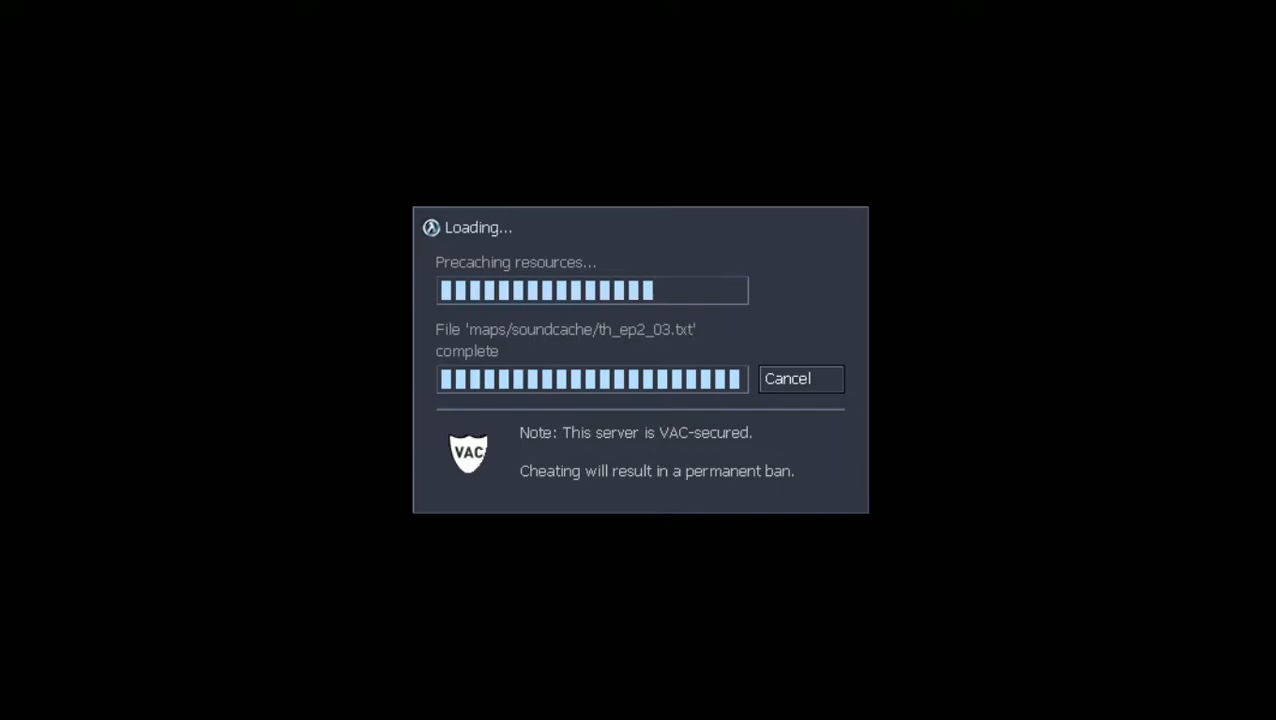 Loading...
Precaching resources...
File 'maps/soundcache/th_ep2_03.txt'
complete
Cancel
Note: This server is VAC-secured.
VAC
Cheating will result in a permanent ban.